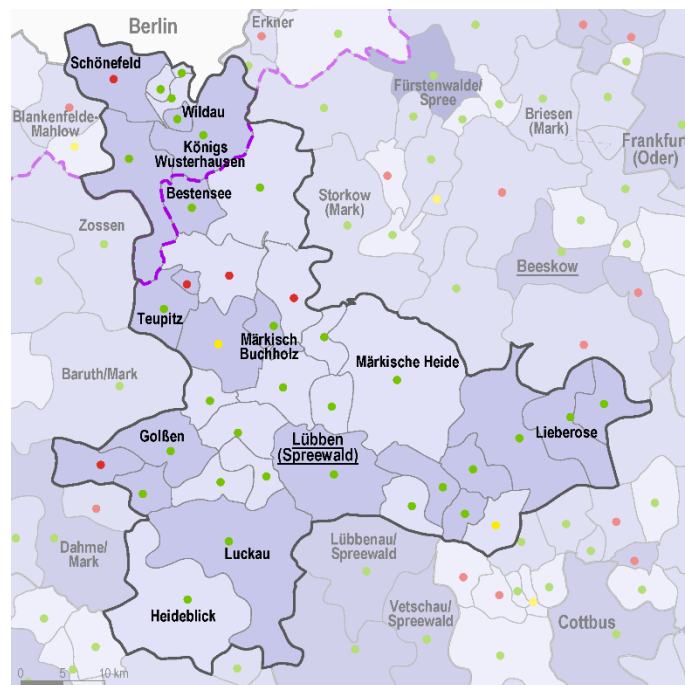 Berlin
Erkner
Schönefeld
Fürstenwalde/
Spree
Wildau
Blankenfelde-
Mahlow
Briesen
(Mark)
Königs
Wusterhausen
Frankfurt
(Oder)
Bestensee
Storkow
(Mark)
Zossen
Beeskow
Teupitz
Märkisch
Buchholz
Märkische Heide
Baruth/Mark
Golßen
Lübben
(Spreewald)
Lieberose
Dahme/
Mark
Luckau
Lübbenau/
Spreewald
Heideblick
Vetschau/
Spreewald
Cottbus
0 5 10 km